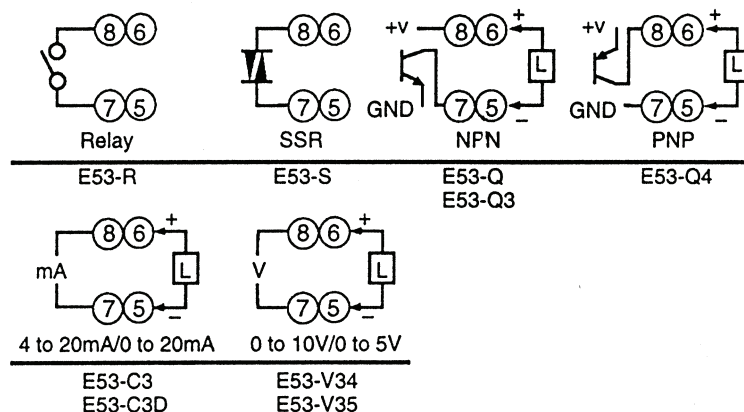 8 6
7 5
Relay
E53-R
8 6
7 5
SSR
E53-S
+v 8 6 +
L
GND 7 5 –
NPN
E53-Q
E53-Q3
+v 8 6 +
L
GND 7 5 –
PNP
E53-Q4
8 6 +
mA L
7 5 –
4 to 20mA/0 to 20mA
E53-C3
E53-C3D
8 6 +
V L
7 5 –
0 to 10V/0 to 5V
E53-V34
E53-V35